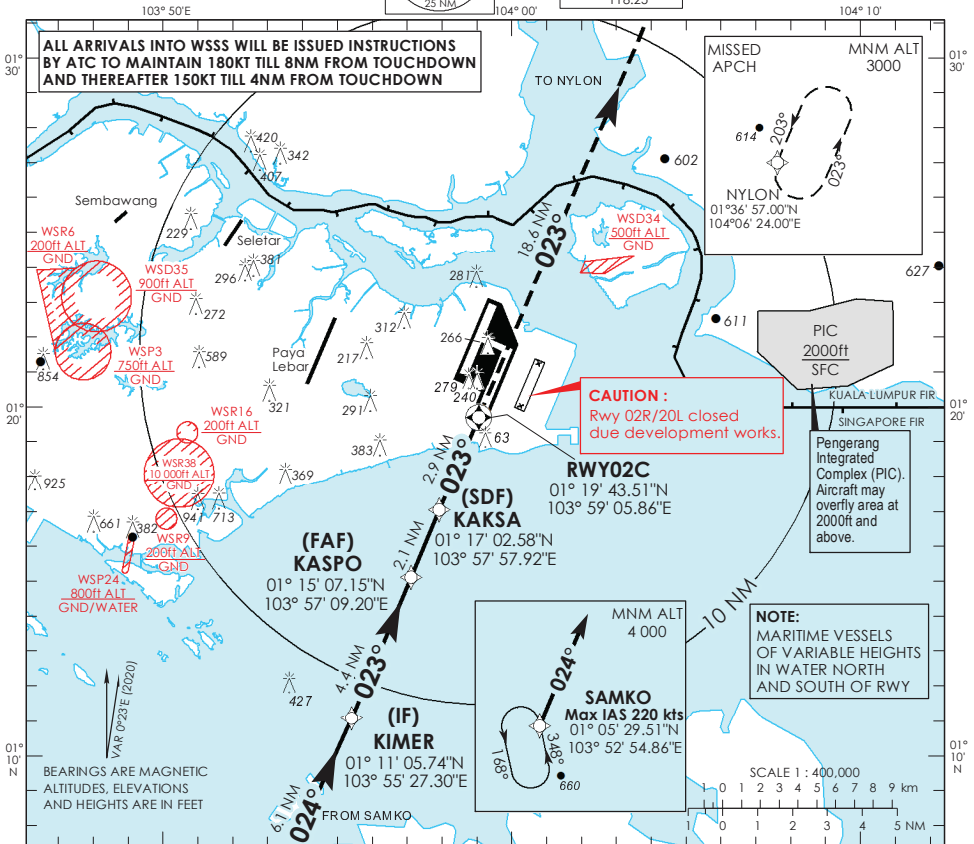 25 NM
118.25
103° 50'E
104° 00'
104° 10'
01°
30'
01°
30'
ALL ARRIVALS INTO WSSS WILL BE ISSUED INSTRUCTIONS
BY ATC TO MAINTAIN 180KT TILL 8NM FROM TOUCHDOWN
AND THEREAFTER 150KT TILL 4NM FROM TOUCHDOWN
TO NYLON
MISSED
APCH
MNM ALT
3000
614
203°
023°
NYLON
01°36' 57.00"N
104°06' 24.00"E
420
342
407
602
Sembawang
229
Seletar
381
296
WSR6
200ft ALT
GND
WSD35
900ft ALT
GND
272
WSD34
500ft ALT
GND
18.6 NM
023°
281
627
611
312
266
WSP3
750ft ALT
GND
854
589
Paya
Lebar
217
PIC
2000ft
SFC
279
240
321
291
CAUTION :
Rwy 02R/20L closed
due development works.
KUALA LUMPUR FIR
SINGAPORE FIR
01°
20'
01°
20'
WSR16
200ft ALT
GND
383
63
Pengerang
Integrated
Complex (PIC).
Aircraft may
overfly area at
2000ft and
above.
WSR38
10 000ft ALT
GND
925
369
2.9 NM
023°
RWY02C
01° 19' 43.51"N
103° 59' 05.86"E
941
713
661
382
WSR9
200ft ALT
GND
(SDF)
KAKSA
01° 17' 02.58"N
103° 57' 57.92"E
2.1 NM
(FAF)
KASPO
01° 15' 07.15"N
103° 57' 09.20"E
WSP24
800ft ALT
GND/WATER
10 NM
MNM ALT
4 000
024°
SAMKO
Max IAS 220 kts
01° 05' 29.51"N
103° 52' 54.86"E
168°
348°
660
NOTE:
MARITIME VESSELS
OF VARIABLE HEIGHTS
IN WATER NORTH
AND SOUTH OF RWY
4.4 NM
023°
427
(IF)
KIMER
01° 11' 05.74"N
103° 55' 27.30"E
VAR 0°23'E (2020)
01°
10'
N
01°
10'
N
BEARINGS ARE MAGNETIC
ALTITUDES, ELEVATIONS
AND HEIGHTS ARE IN FEET
6.1 NM
024°
FROM SAMKO
SCALE 1 : 400,000
1 0 1 2 3 4 5 6 7 8 9 km
1 0 1 2 3 4 5 NM